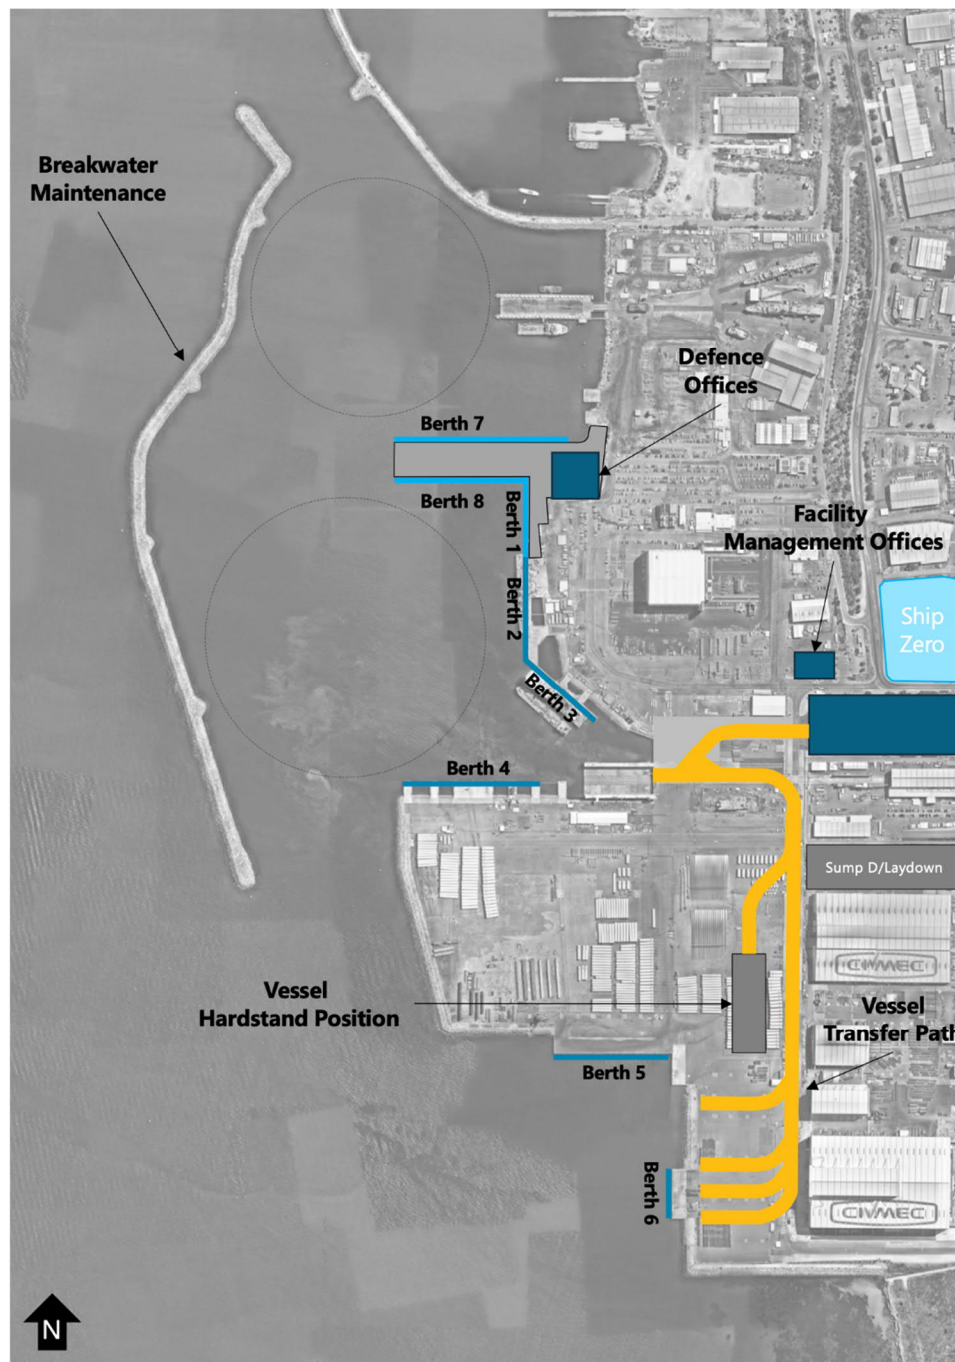 Breakwater
Maintenance
Defence
Offices
Berth 7
Berth 8
Berth 1
Facility
Management Offices
Berth 2
Ship
Zero
Berth 3
Berth 4
Sump D/Laydown
CIVMEC
Vessel
Hardstand Position
Vessel
Transfer Path
Berth 5
Berth 6
CIVMEC
N